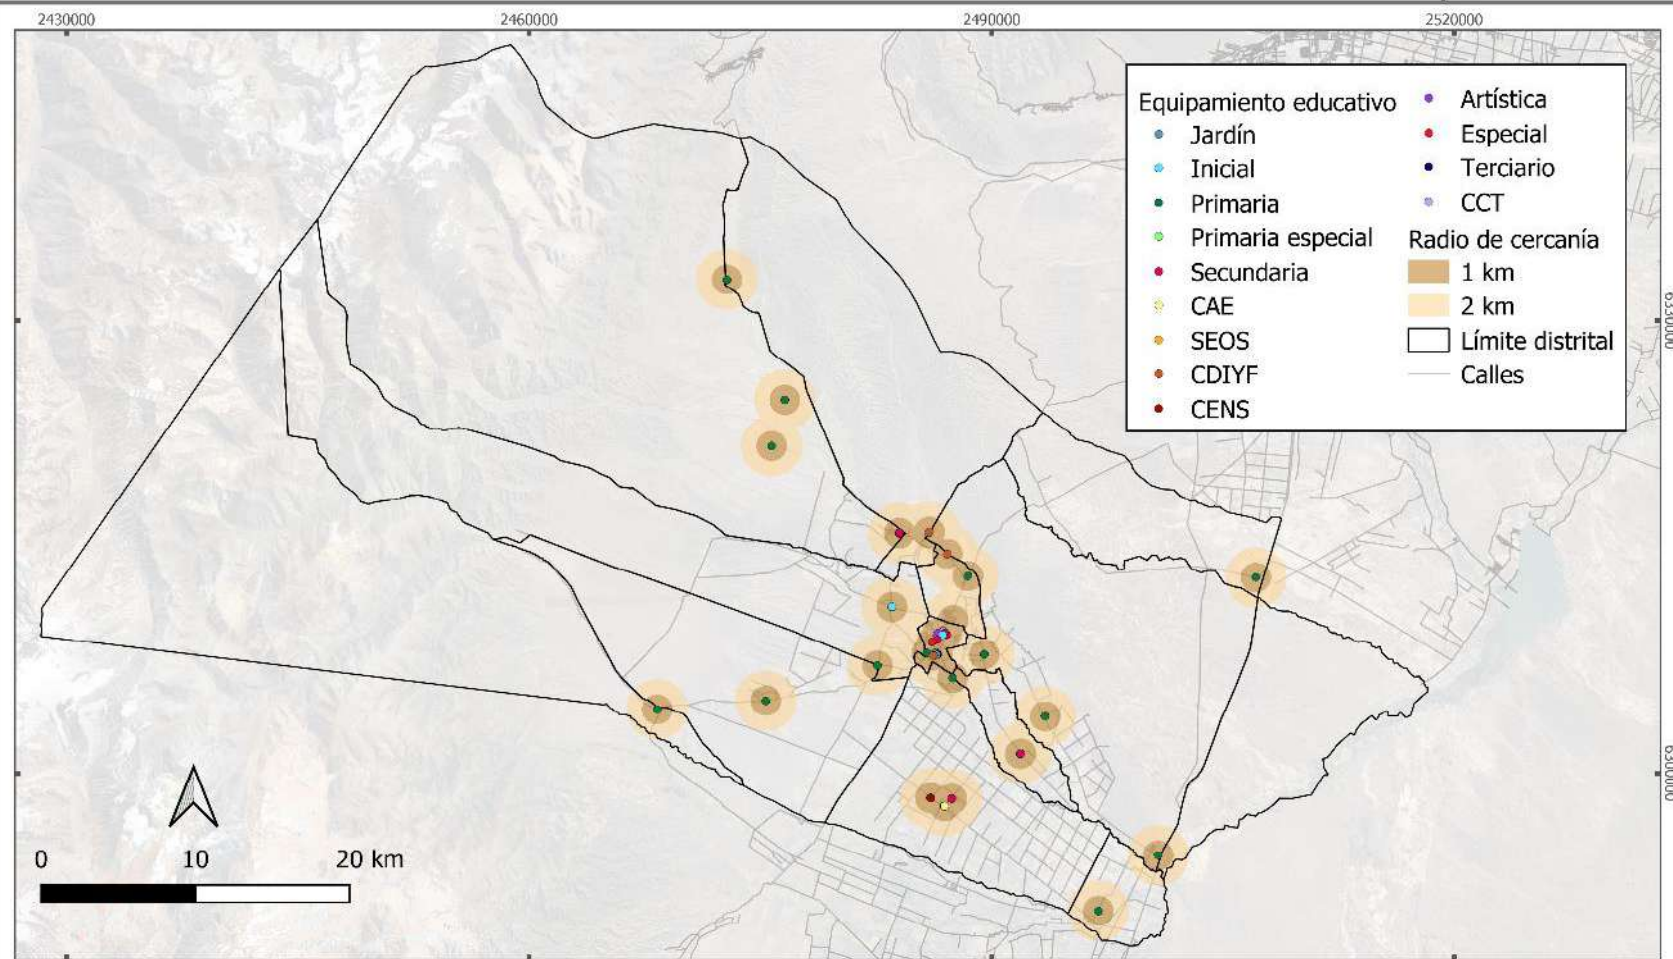 2430000
2460000
2490000
2520000
Equipamiento educativo
Jardín
Inicial
Primaria
Primaria especial
Secundaria
CAE
SEOS
CDIYF
CENS
Artística
Especial
Terciario
CCT
Radio de cercanía
1 km
2 km
Límite distrital
Calles
0
10
20 km